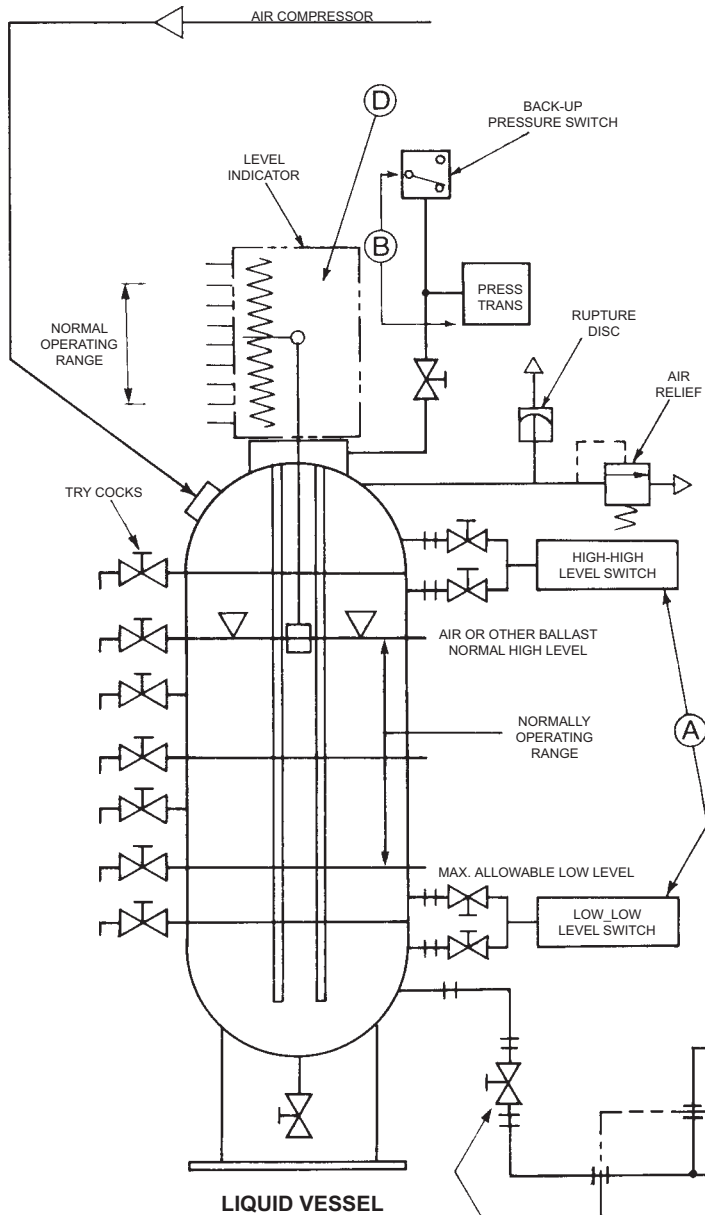 AIR COMPRESSOR
D
BACK-UP
PRESSURE SWITCH
LEVEL
INDICATOR
B
PRESS
TRANS
NORMAL
OPERATING
RANGE
RUPTURE
DISC
AIR
RELIEF
TRY COCKS
HIGH-HIGH
LEVEL SWITCH
AIR OR OTHER BALLAST
NORMAL HIGH LEVEL
NORMALLY
OPERATING
RANGE
A
MAX. ALLOWABLE LOW LEVEL
LOW_LOW
LEVEL SWITCH
LIQUID VESSEL